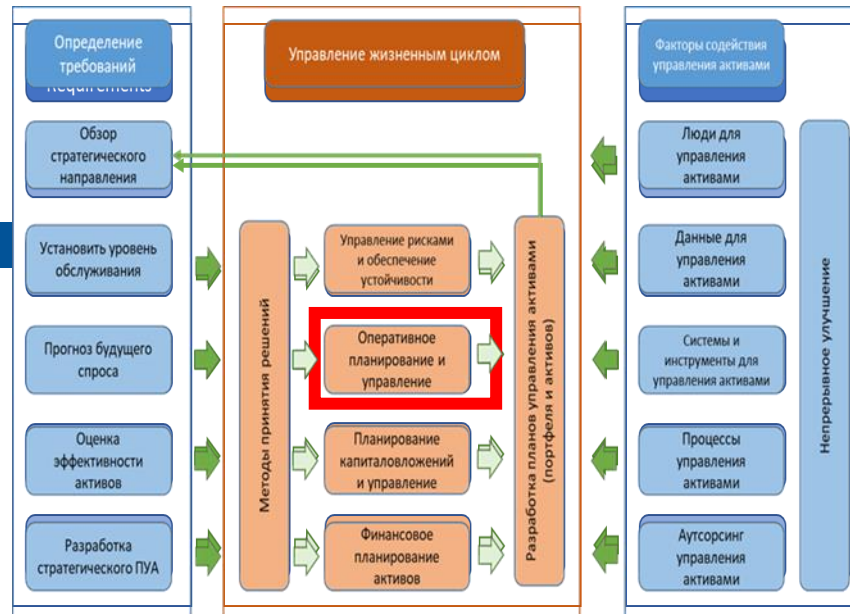 Определение
требований
Requirements
Обзор
стратегического
направления
Установить уровень
обслуживания
Прогноз будущего
спроса
Оценка
эффективности
активов
Разработка
стратегического ПУА
Управление жизненным циклом
Методы принятия решений
Управление рисками
и обеспечение
устойчивости
Оперативное
планирование и
управление
Планирование
капиталовложений
и управление
Финансовое
планирование
активов
Разработка планов управления активами
(портфеля и активов)
Факторы содействия
управления активами
Люди для
управления
активами
Данные для
управления
активами
Системы и
инструменты для
управления активами
Процессы
управления
активами
Аутсорсинг
управления
активами
Непрерывное улучшение